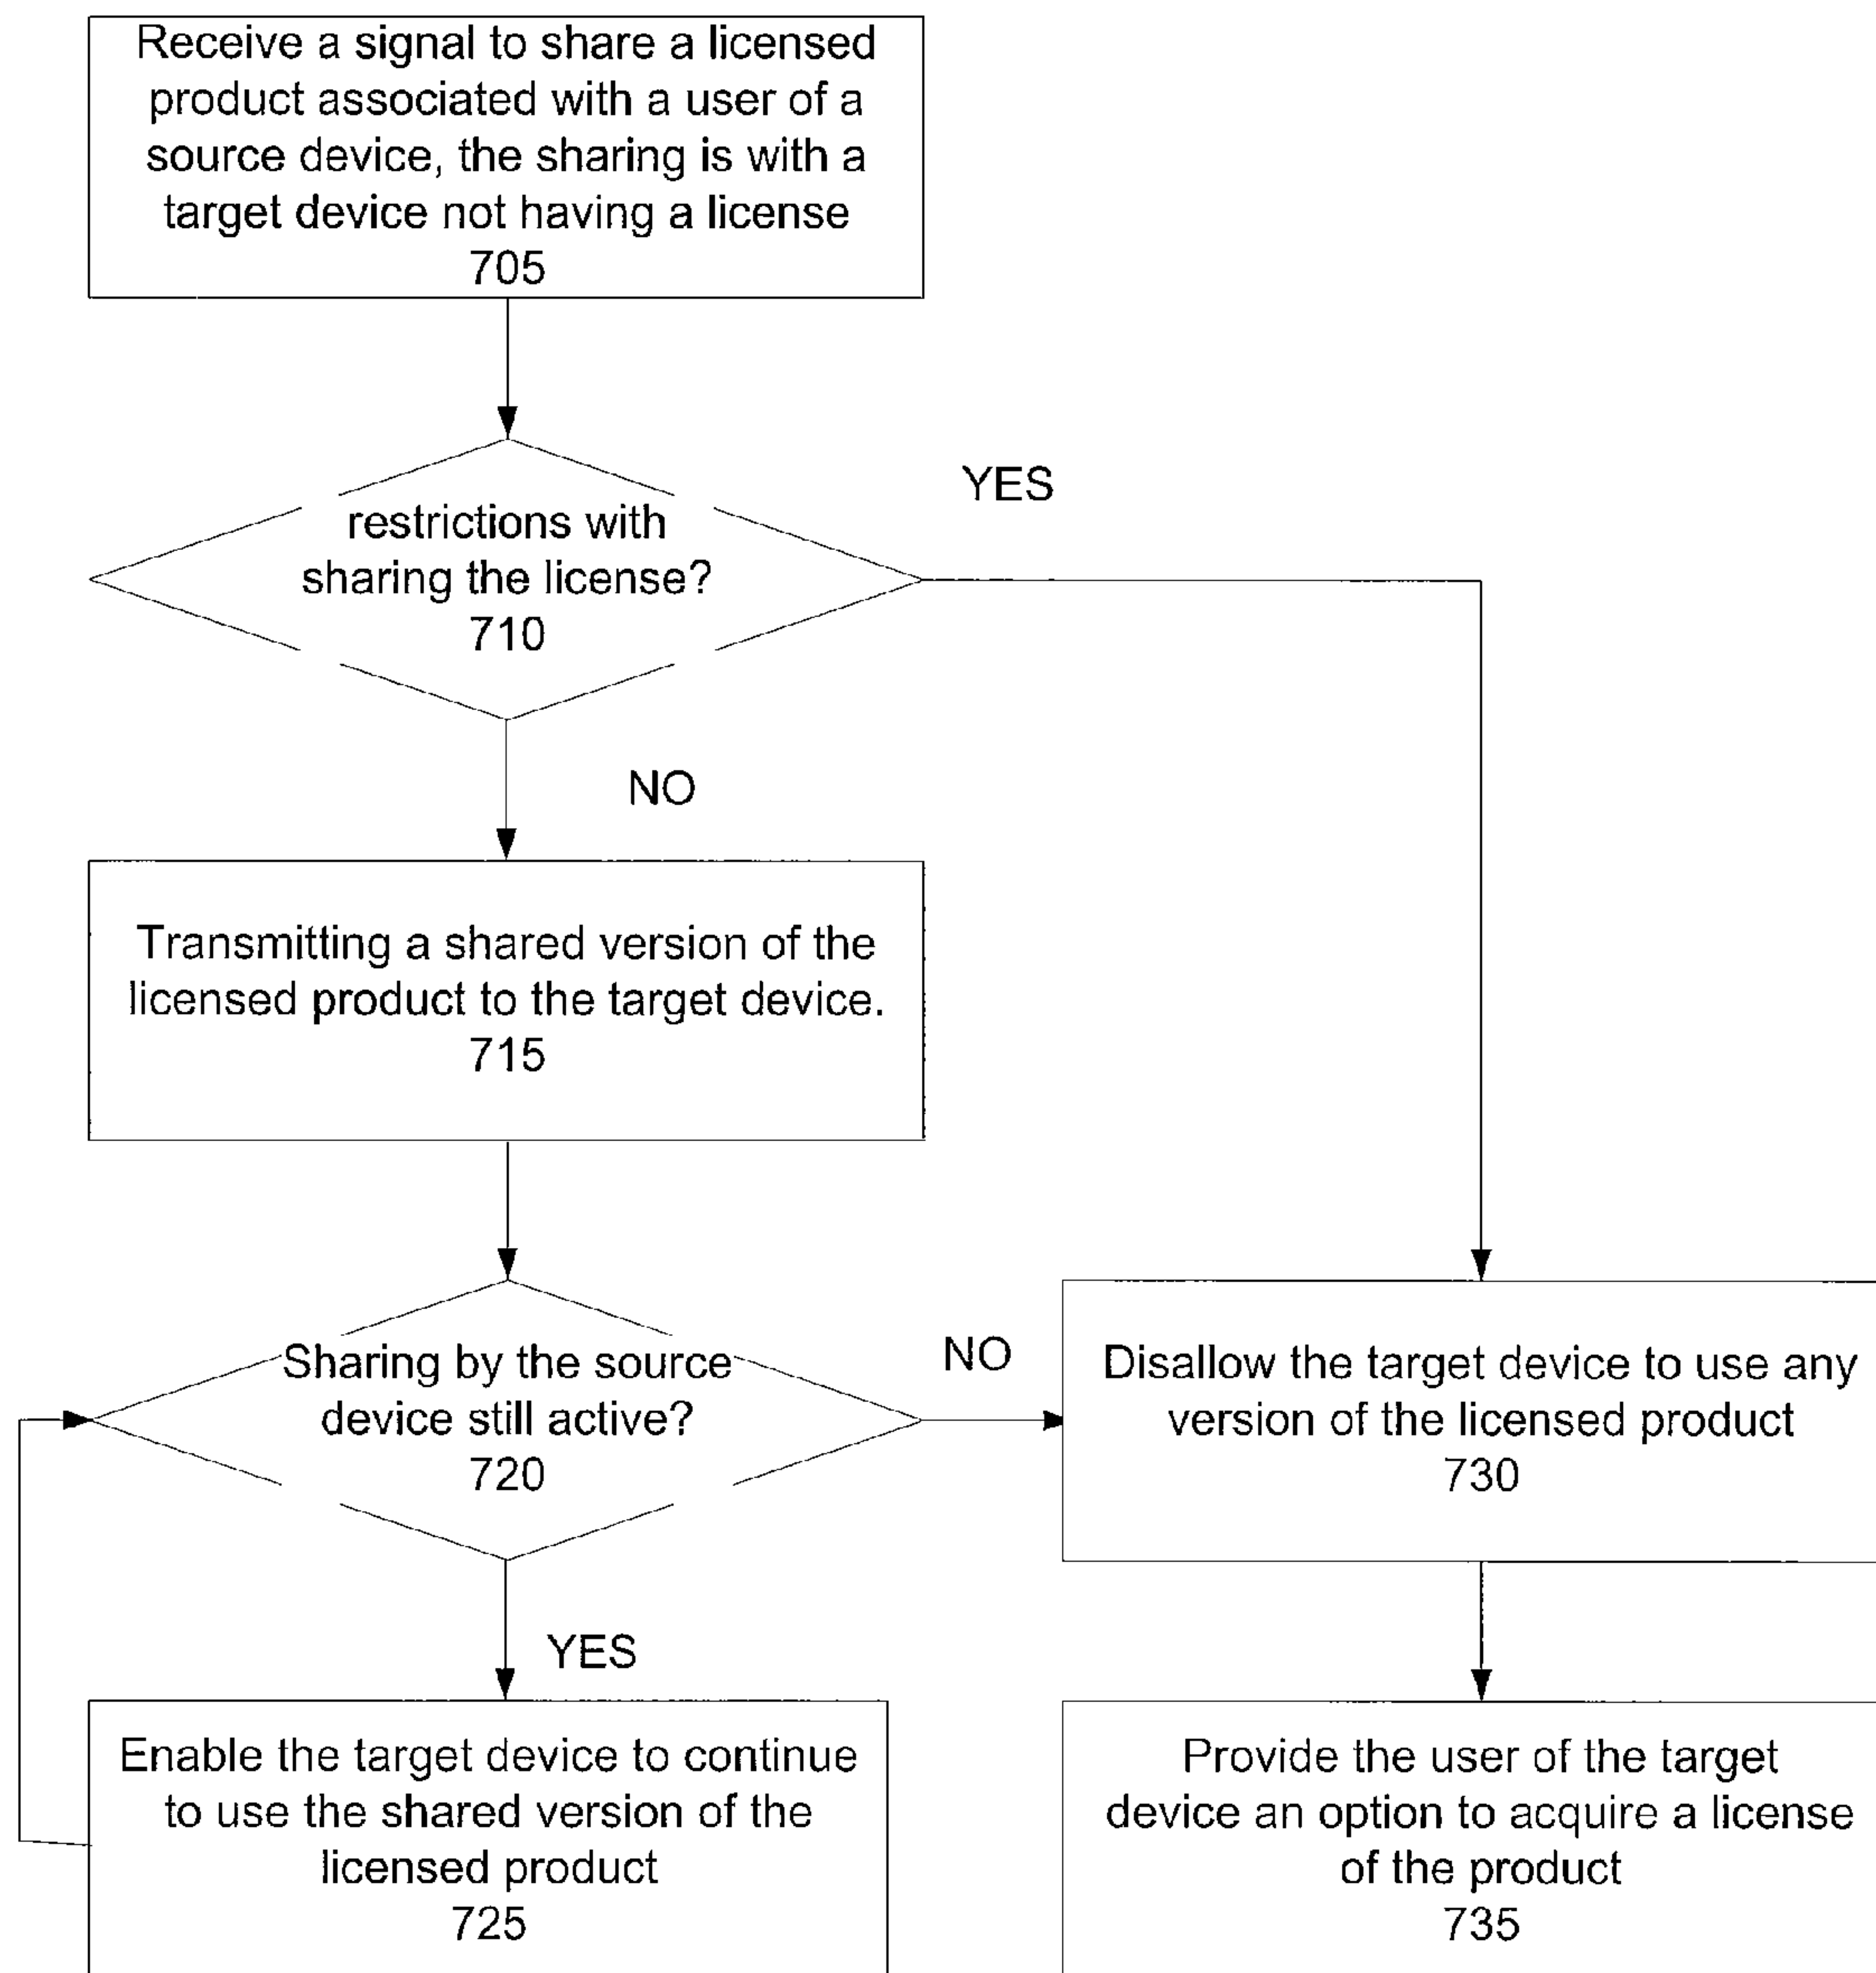 Receive a signal to share a licensed
product associated with a user of a
source device, the sharing is with a
target device not having a license
705
YES
restrictions with
sharing the license?
710
NO
Transmitting a shared version of the
licensed product to the target device.
715
Sharing by the source
device still active?
720
NO
Disallow the target device to use any
version of the licensed product
730
YES
Enable the target device to continue
to use the shared version of the
licensed product
725
Provide the user of the target
device an option to acquire a license
of the product
735